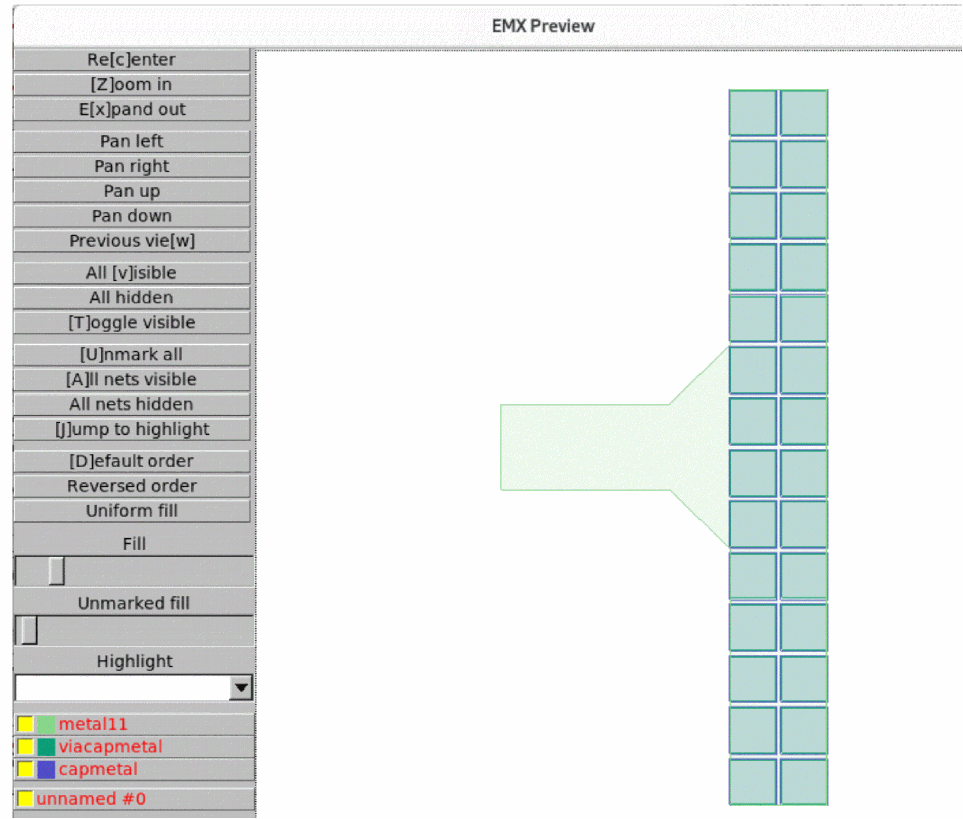 EMX Preview
Re[c]enter
[Z]oom in
E[x]pand out
Pan left
Pan right
Pan up
Pan down
Previous vie[w]
All [v]isible
All hidden
[T]oggle visible
[U]nmark all
[A]ll nets visible
All nets hidden
[J]ump to highlight
[D]efault order
Reversed order
Uniform fill
Fill
Unmarked fill
Highlight
metal11
viacapmetal
capmetal
unnamed #0